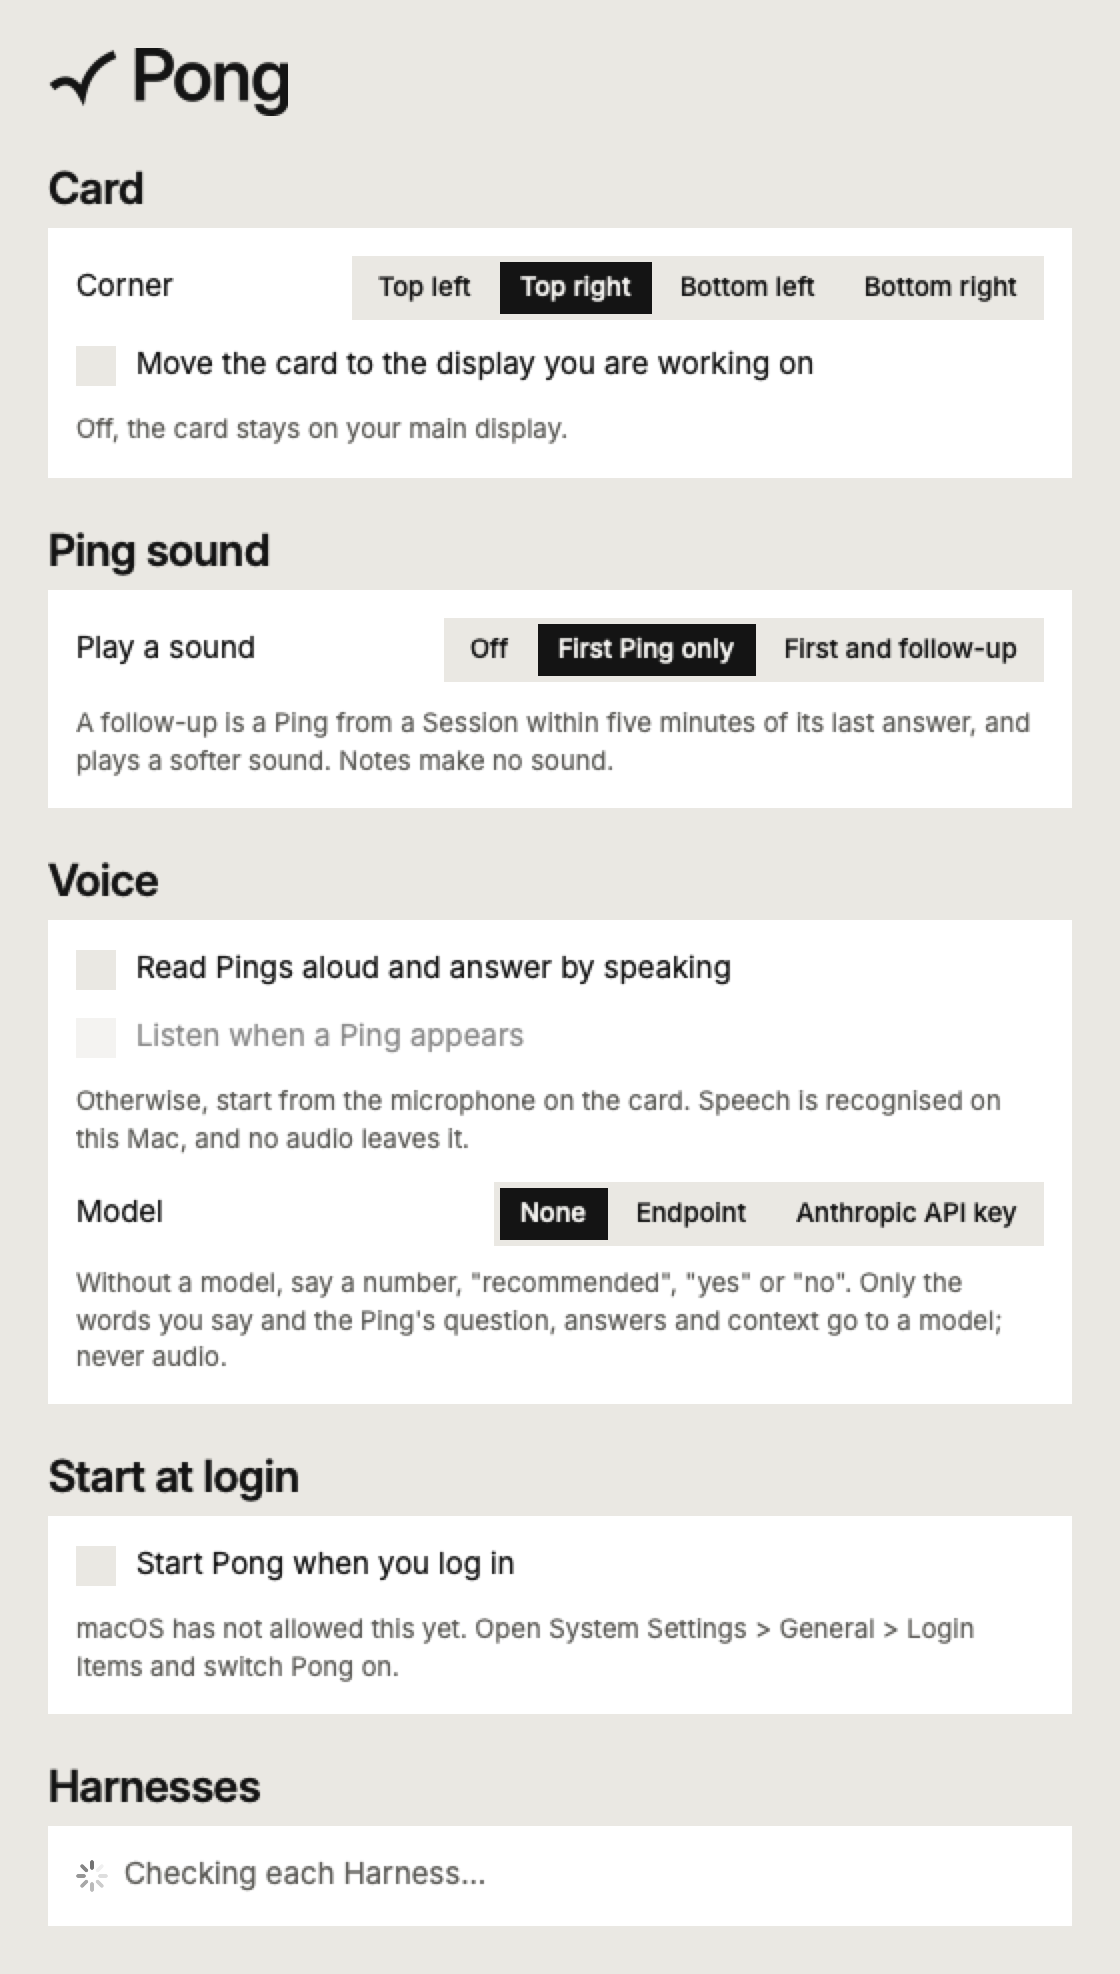 Pong
Card
Corner
Top left
Top right
Bottom left
Bottom right
Move the card to the display you are working on
Off, the card stays on your main display.
Ping sound
Play a sound
Off
First Ping only
First and follow-up
A follow-up is a Ping from a Session within five minutes of its last answer, and
plays a softer sound. Notes make no sound.
Voice
Read Pings aloud and answer by speaking
Listen when a Ping appears
Otherwise, start from the microphone on the card. Speech is recognised on
this Mac, and no audio leaves it.
Model
None
Endpoint
Anthropic API key
Without a model, say a number, "recommended", "yes" or "no". Only the
words you say and the Ping's question, answers and context go to a model;
never audio.
Start at login
Start Pong when you log in
macOS has not allowed this yet. Open System Settings > General > Login
Items and switch Pong on.
Harnesses
Checking each Harness...